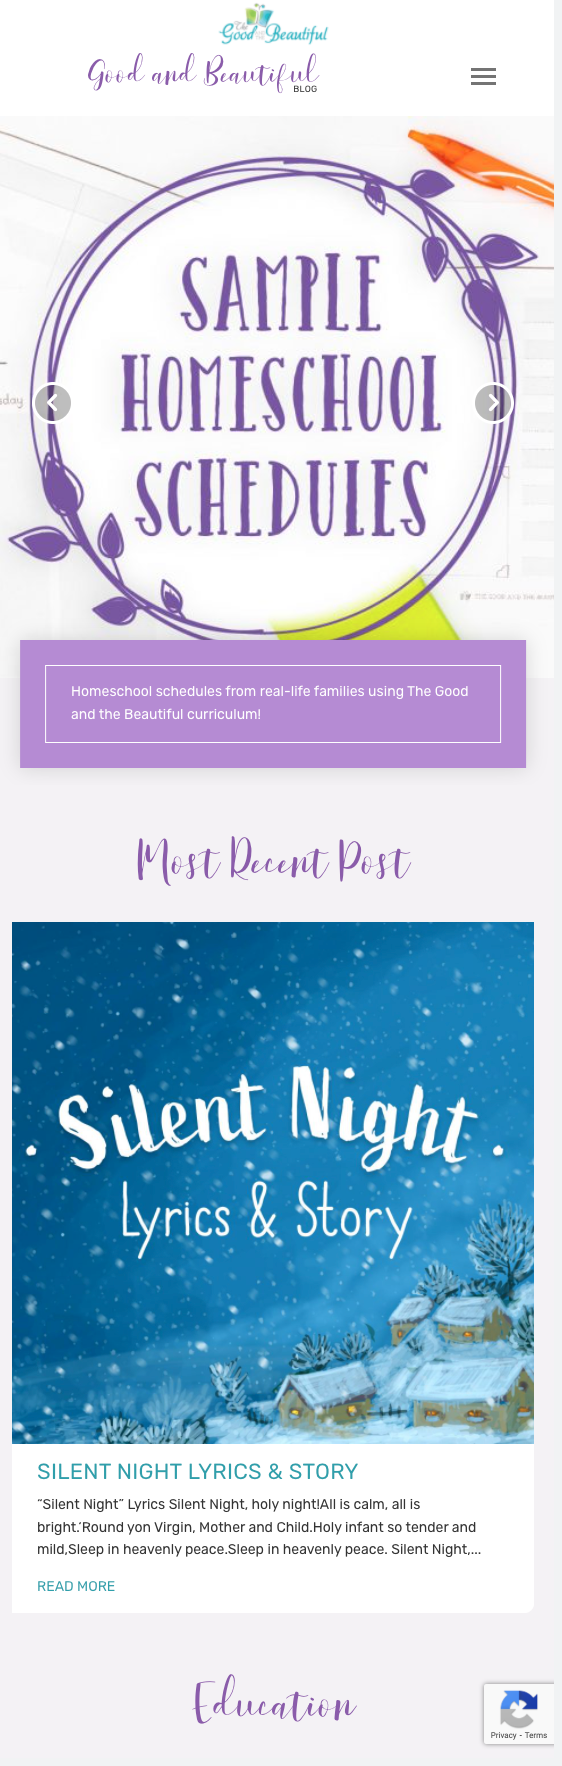 The Good and the Beautiful
Good and Beautiful
BLOG
SAMPLE
HOMESCHOOL
SCHEDULES
sday
Homeschool schedules from real-life families using The Good
and the Beautiful curriculum!
Most Recent Post
Silent Night
Lyrics & Story
SILENT NIGHT LYRICS & STORY
“Silent Night” Lyrics Silent Night, holy night!All is calm, all is
bright.’Round yon Virgin, Mother and Child.Holy infant so tender and
mild,Sleep in heavenly peace.Sleep in heavenly peace. Silent Night,...
READ MORE
Education
Privacy - Terms